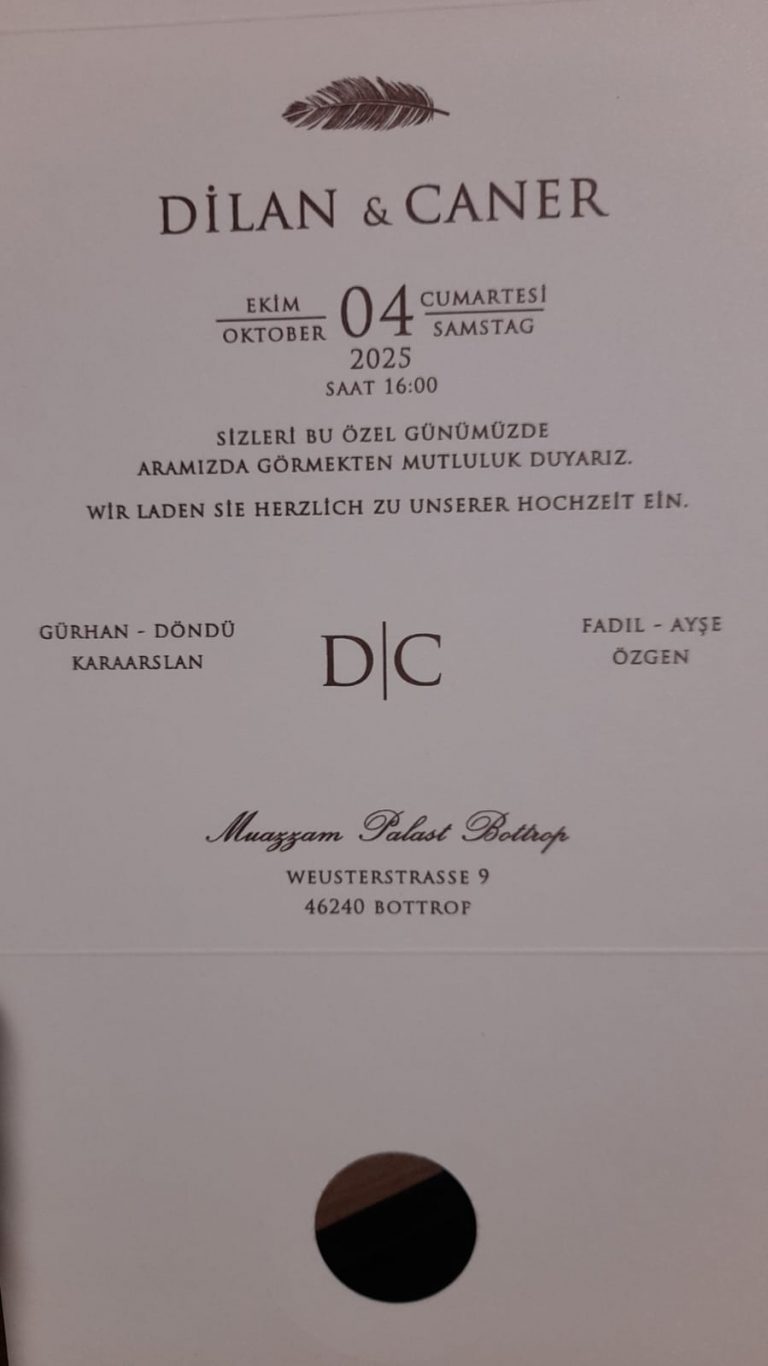 DİLAN & CANER
EKİM
OKTOBER
04
CUMARTESİ
SAMSTAG
2025
SAAT 16:00
SİZLERİ BU ÖZEL GÜNÜMÜZDE
ARAMIZDA GÖRMEKTEN MUTLULUK DUYARIZ.
WİR LADEN SİE HERZLİCH ZU UNSERER HOCHZEİT EİN.
GÜRHAN - DÖNDÜ
KARAARSLAN
D|C
FADIL - AYŞE
ÖZGEN
Muazzam Palast Bottrop
WEUSTERSTRASSE 9
46240 BOTTROP